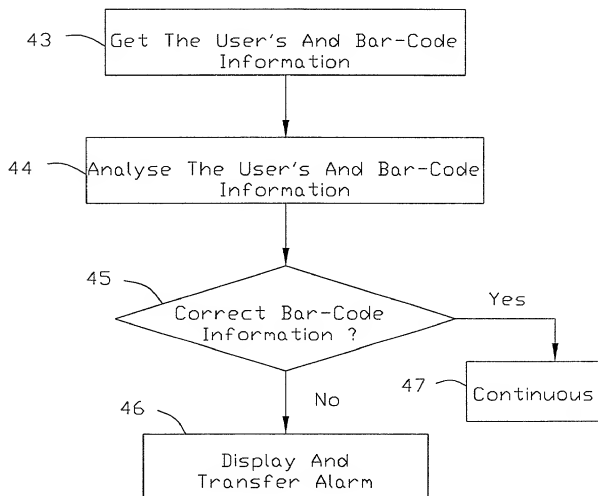 43
Get The User's And Bar-Code
Information
44
Analyse The User's And Bar-Code
Information
45
Correct Bar-Code
Information ?
Yes
47
Continuous
No
46
Display And
Transfer Alarm